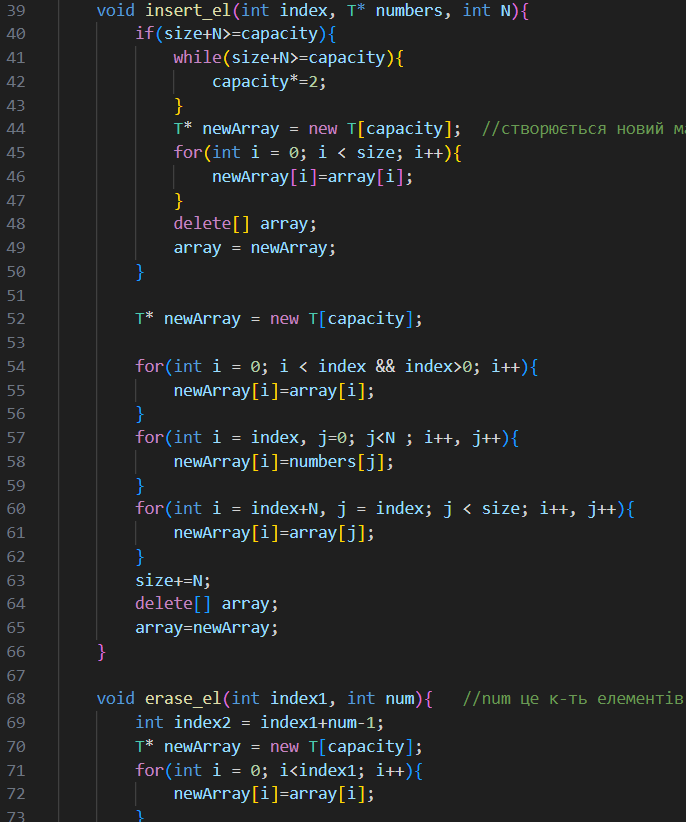 39 void insert_el(int index, T* numbers, int N){
40 if(size+N>=capacity){
41 while(size+N>=capacity){
42 capacity*=2;
43 }
44 T* newArray = new T[capacity]; //створюється новий
45 for(int i = 0; i < size; i++){
46 newArray[i]=array[i];
47 }
48 delete[] array;
49 array = newArray;
50 }
51
52 T* newArray = new T[capacity];
53
54 for(int i = 0; i < index && index>0; i++){
55 newArray[i]=array[i];
56 }
57 for(int i = index, j=0; j<N ; i++, j++){
58 newArray[i]=numbers[j];
59 }
60 for(int i = index+N, j = index; j < size; i++, j++){
61 newArray[i]=array[j];
62 }
63 size+=N;
64 delete[] array;
65 array=newArray;
66 }
67
68 void erase_el(int index1, int num){ //num це к-ть елементів
69 int index2 = index1+num-1;
70 T* newArray = new T[capacity];
71 for(int i = 0; i<index1; i++){
72 newArray[i]=array[i];
73 }